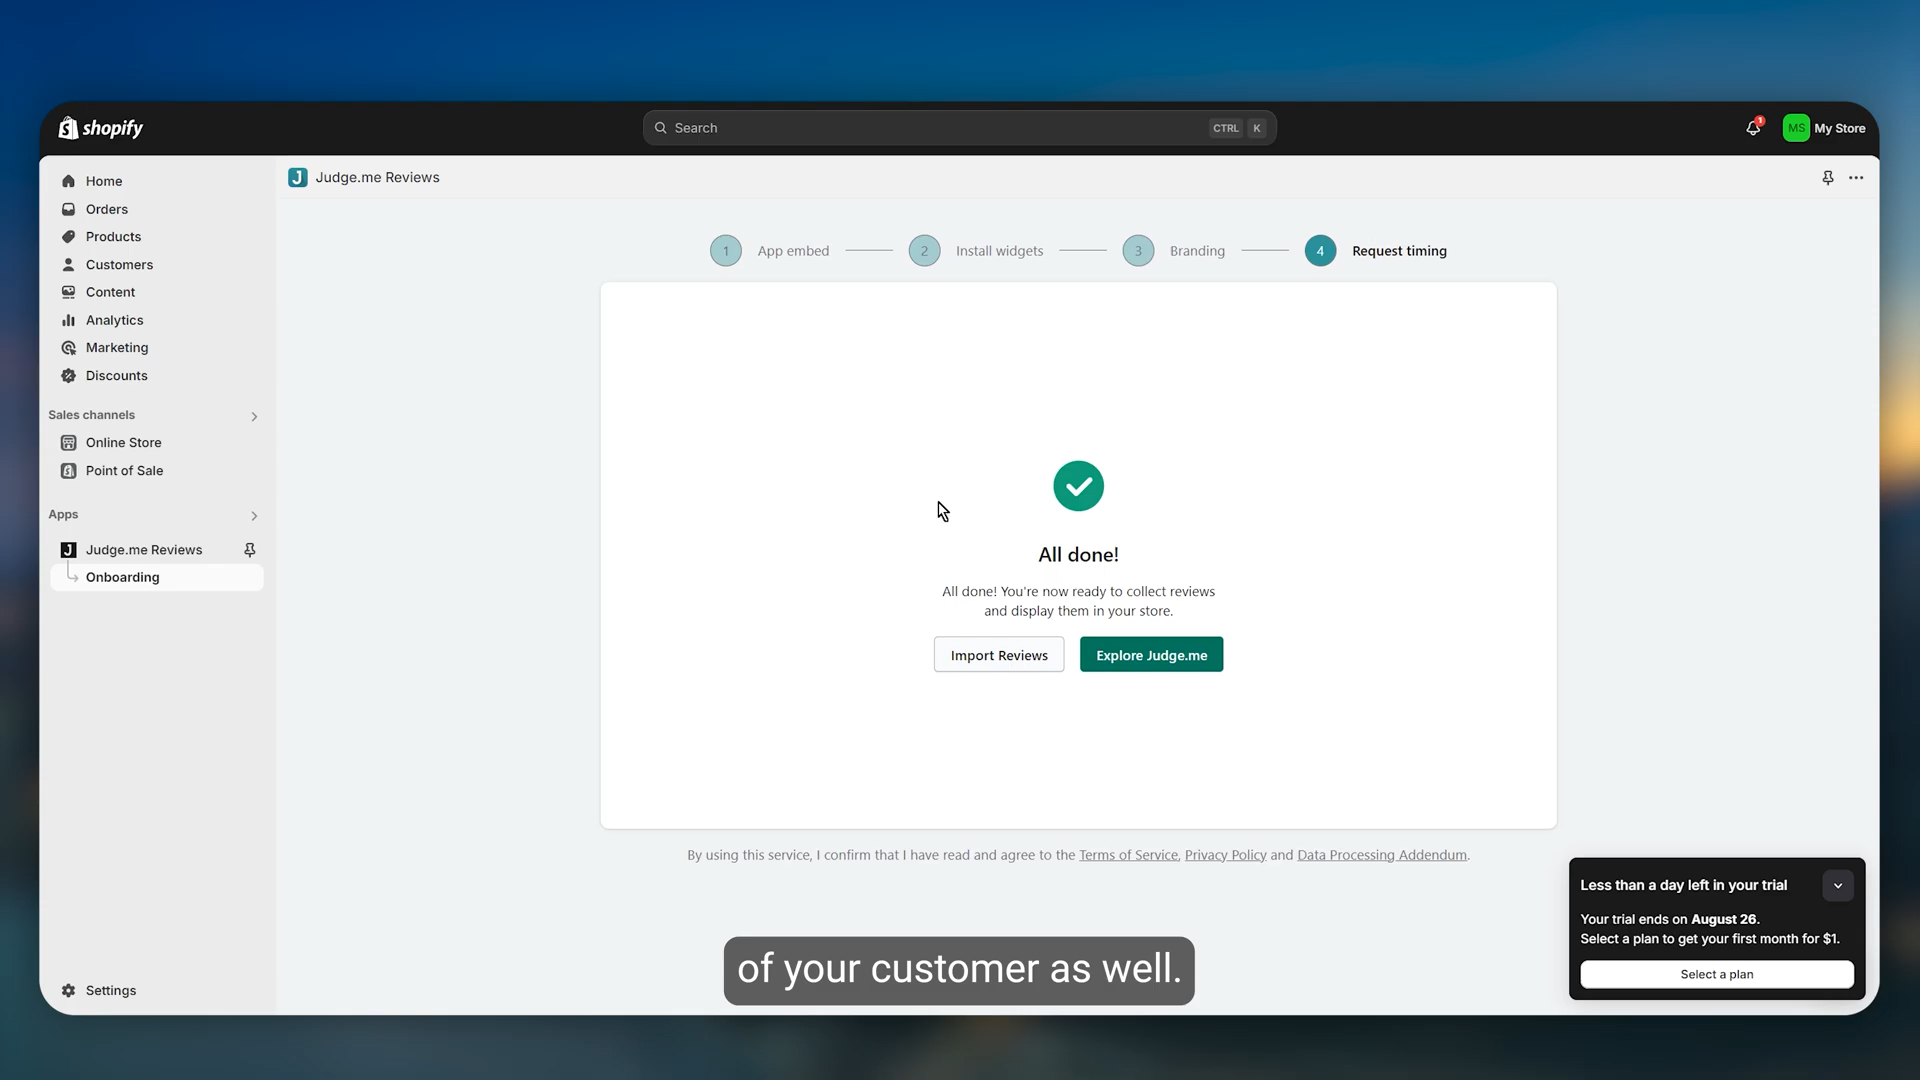 shopify
Search
CTRL K
1
MS My Store
Home
Orders
Products
Customers
Content
Analytics
Marketing
Discounts
Sales channels
Online Store
Point of Sale
Apps
Judge.me Reviews
Onboarding
Settings
J Judge.me Reviews
1 App embed
2 Install widgets
3 Branding
4 Request timing
All done!
All done! You're now ready to collect reviews
and display them in your store.
Import Reviews
Explore Judge.me
By using this service, I confirm that I have read and agree to the Terms of Service, Privacy Policy and Data Processing Addendum.
Less than a day left in your trial
Your trial ends on August 26.
Select a plan to get your first month for $1.
Select a plan
of your customer as well.